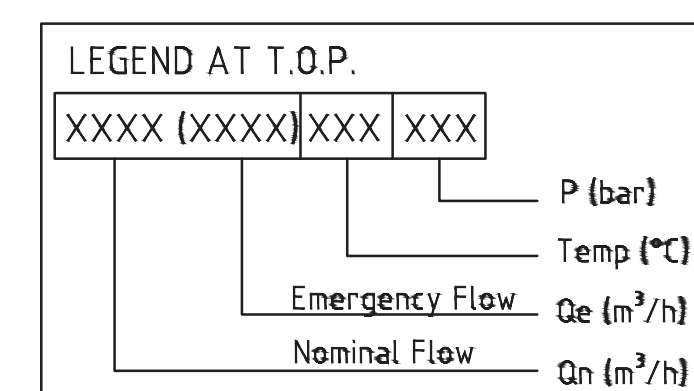 LEGEND AT T.O.P.
XXXX (XXXX) XXX XXX
P (bar)
Temp (°C)
Emergency Flow Qe (m³/h)
Nominal Flow Qn (m³/h)